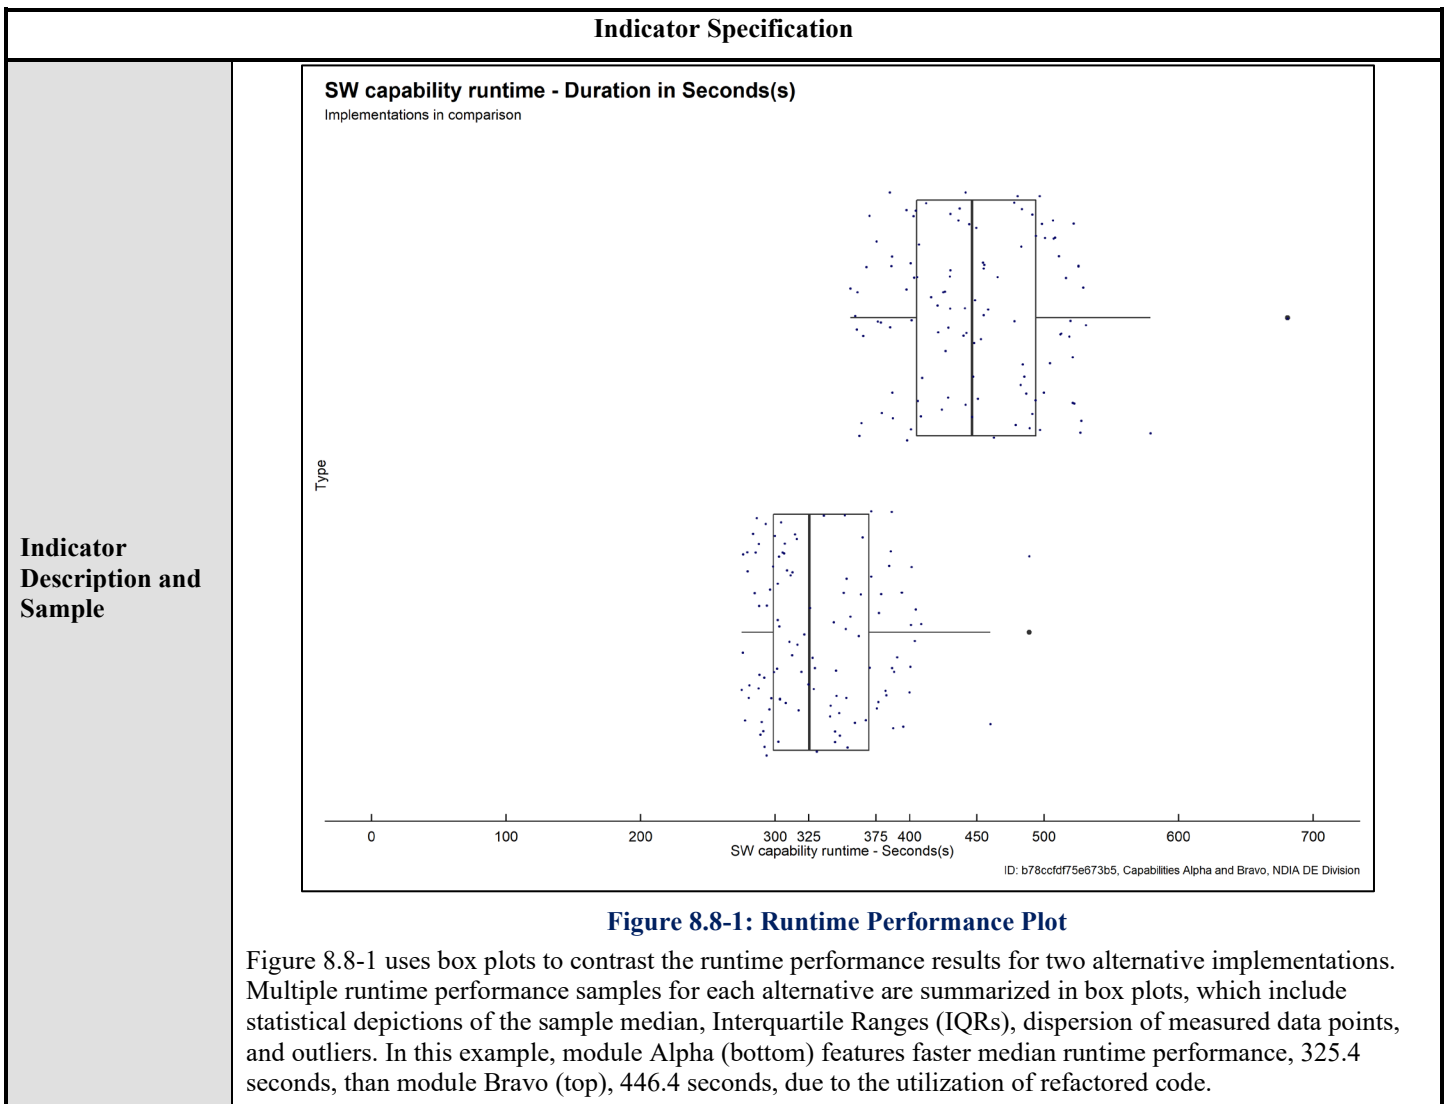 Indicator Specification
Indicator
Description and
Sample
SW capability runtime - Duration in Seconds(s)
Implementations in comparison
Type
0 100 200 300 325 375 400 450 500 600 700
SW capability runtime - Seconds(s)
ID: b78ccfdf75e673b5, Capabilities Alpha and Bravo, NDIA DE Division
Figure 8.8-1: Runtime Performance Plot
Figure 8.8-1 uses box plots to contrast the runtime performance results for two alternative implementations.
Multiple runtime performance samples for each alternative are summarized in box plots, which include
statistical depictions of the sample median, Interquartile Ranges (IQRs), dispersion of measured data points,
and outliers. In this example, module Alpha (bottom) features faster median runtime performance, 325.4
seconds, than module Bravo (top), 446.4 seconds, due to the utilization of refactored code.